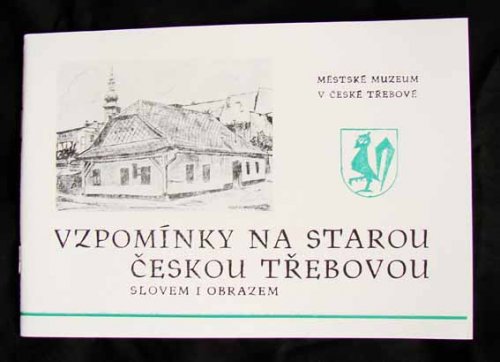 MĚSTSKÉ MUZEUM
V ČESKÉ TŘEBOVÉ
VZPOMÍNKY NA STAROU
ČESKOU TŘEBOVOU
SLOVEM I OBRAZEM